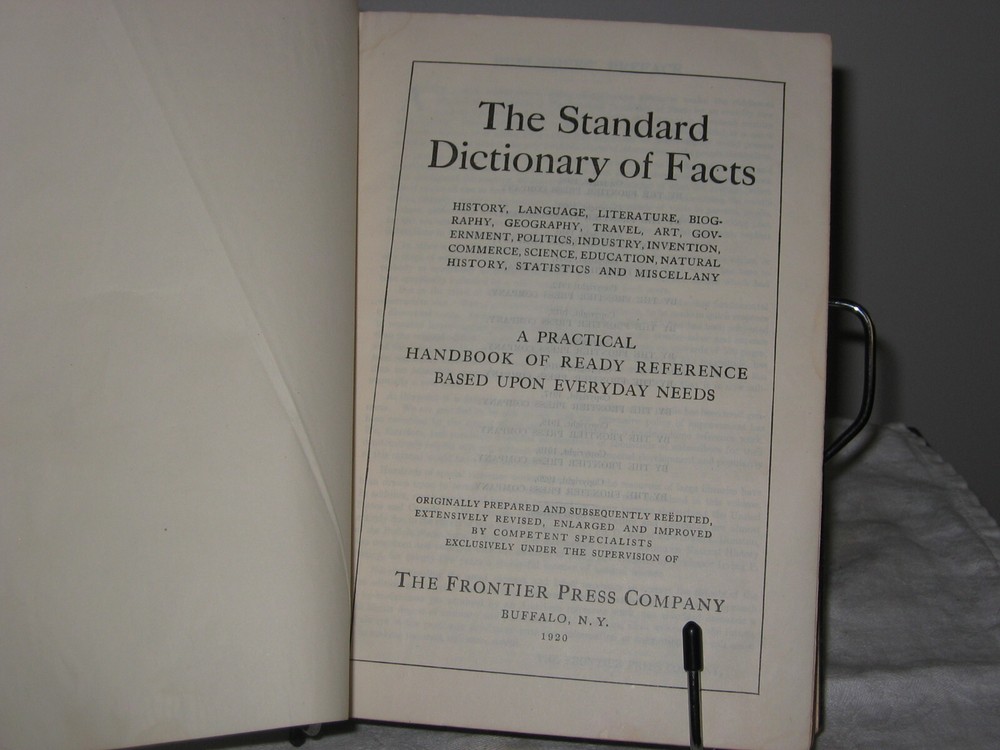 The Standard
Dictionary of Facts
HISTORY, LANGUAGE, LITERATURE, BIOG-
RAPHY, GEOGRAPHY, TRAVEL, ART, GOV-
ERNMENT, POLITICS, INDUSTRY, INVENTION,
COMMERCE, SCIENCE, EDUCATION, NATURAL
HISTORY, STATISTICS AND MISCELLANY
A PRACTICAL
HANDBOOK OF READY REFERENCE
BASED UPON EVERYDAY NEEDS
ORIGINALLY PREPARED AND SUBSEQUENTLY REËDITED,
EXTENSIVELY REVISED, ENLARGED AND IMPROVED
BY COMPETENT SPECIALISTS
EXCLUSIVELY UNDER THE SUPERVISION OF
THE FRONTIER PRESS COMPANY
BUFFALO, N. Y.
1920